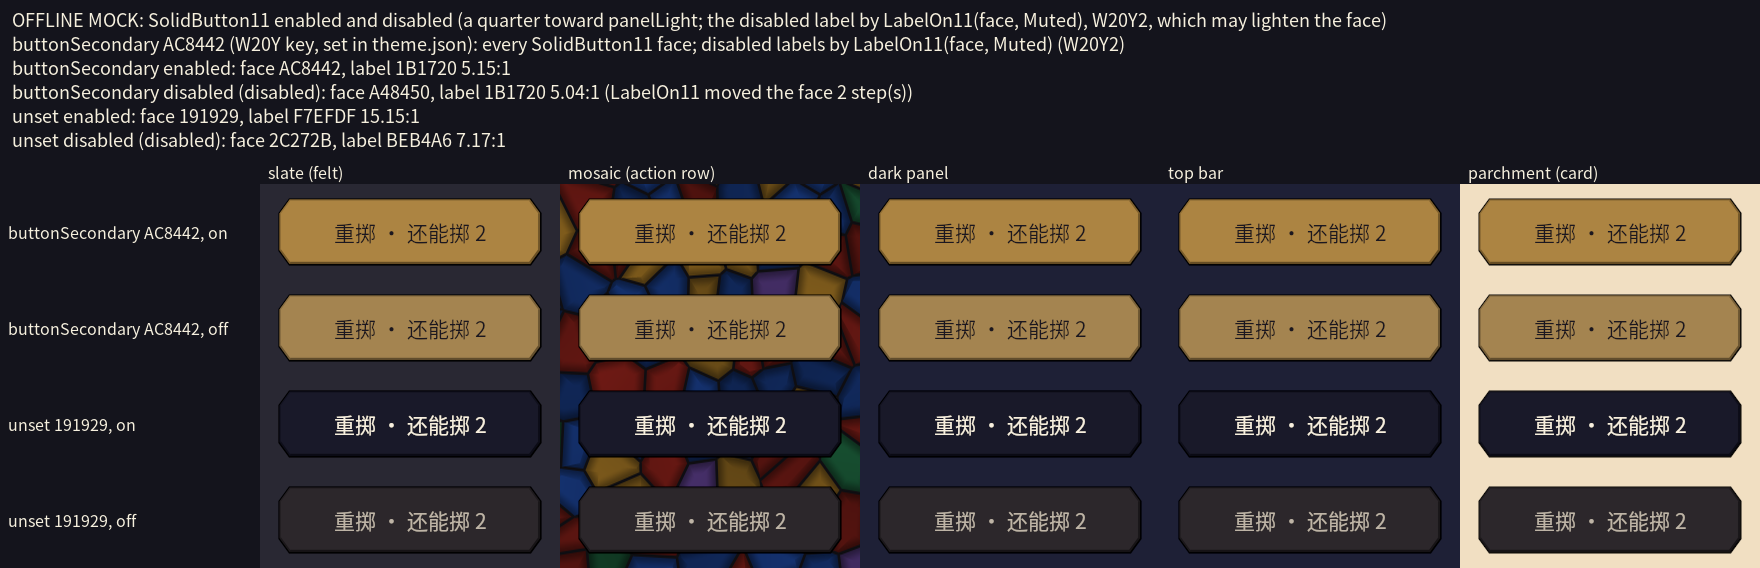 OFFLINE MOCK: SolidButton11 enabled and disabled (a quarter toward panelLight; the disabled label by LabelOn11(face, Muted), W20Y2, which may lighten the face)
buttonSecondary AC8442 (W20Y key, set in theme.json): every SolidButton11 face; disabled labels by LabelOn11(face, Muted) (W20Y2)
buttonSecondary enabled: face AC8442, label 1B1720 5.15:1
buttonSecondary disabled (disabled): face A48450, label 1B1720 5.04:1 (LabelOn11 moved the face 2 step(s))
unset enabled: face 191929, label F7EFDF 15.15:1
unset disabled (disabled): face 2C272B, label BEB4A6 7.17:1
slate (felt) mosaic (action row) dark panel top bar parchment (card)
buttonSecondary AC8442, on 重掷 · 还能掷 2 重掷 · 还能掷 2 重掷 · 还能掷 2 重掷 · 还能掷 2 重掷 · 还能掷 2
buttonSecondary AC8442, off 重掷 · 还能掷 2 重掷 · 还能掷 2 重掷 · 还能掷 2 重掷 · 还能掷 2 重掷 · 还能掷 2
unset 191929, on 重掷 · 还能掷 2 重掷 · 还能掷 2 重掷 · 还能掷 2 重掷 · 还能掷 2 重掷 · 还能掷 2
unset 191929, off 重掷 · 还能掷 2 重掷 · 还能掷 2 重掷 · 还能掷 2 重掷 · 还能掷 2 重掷 · 还能掷 2